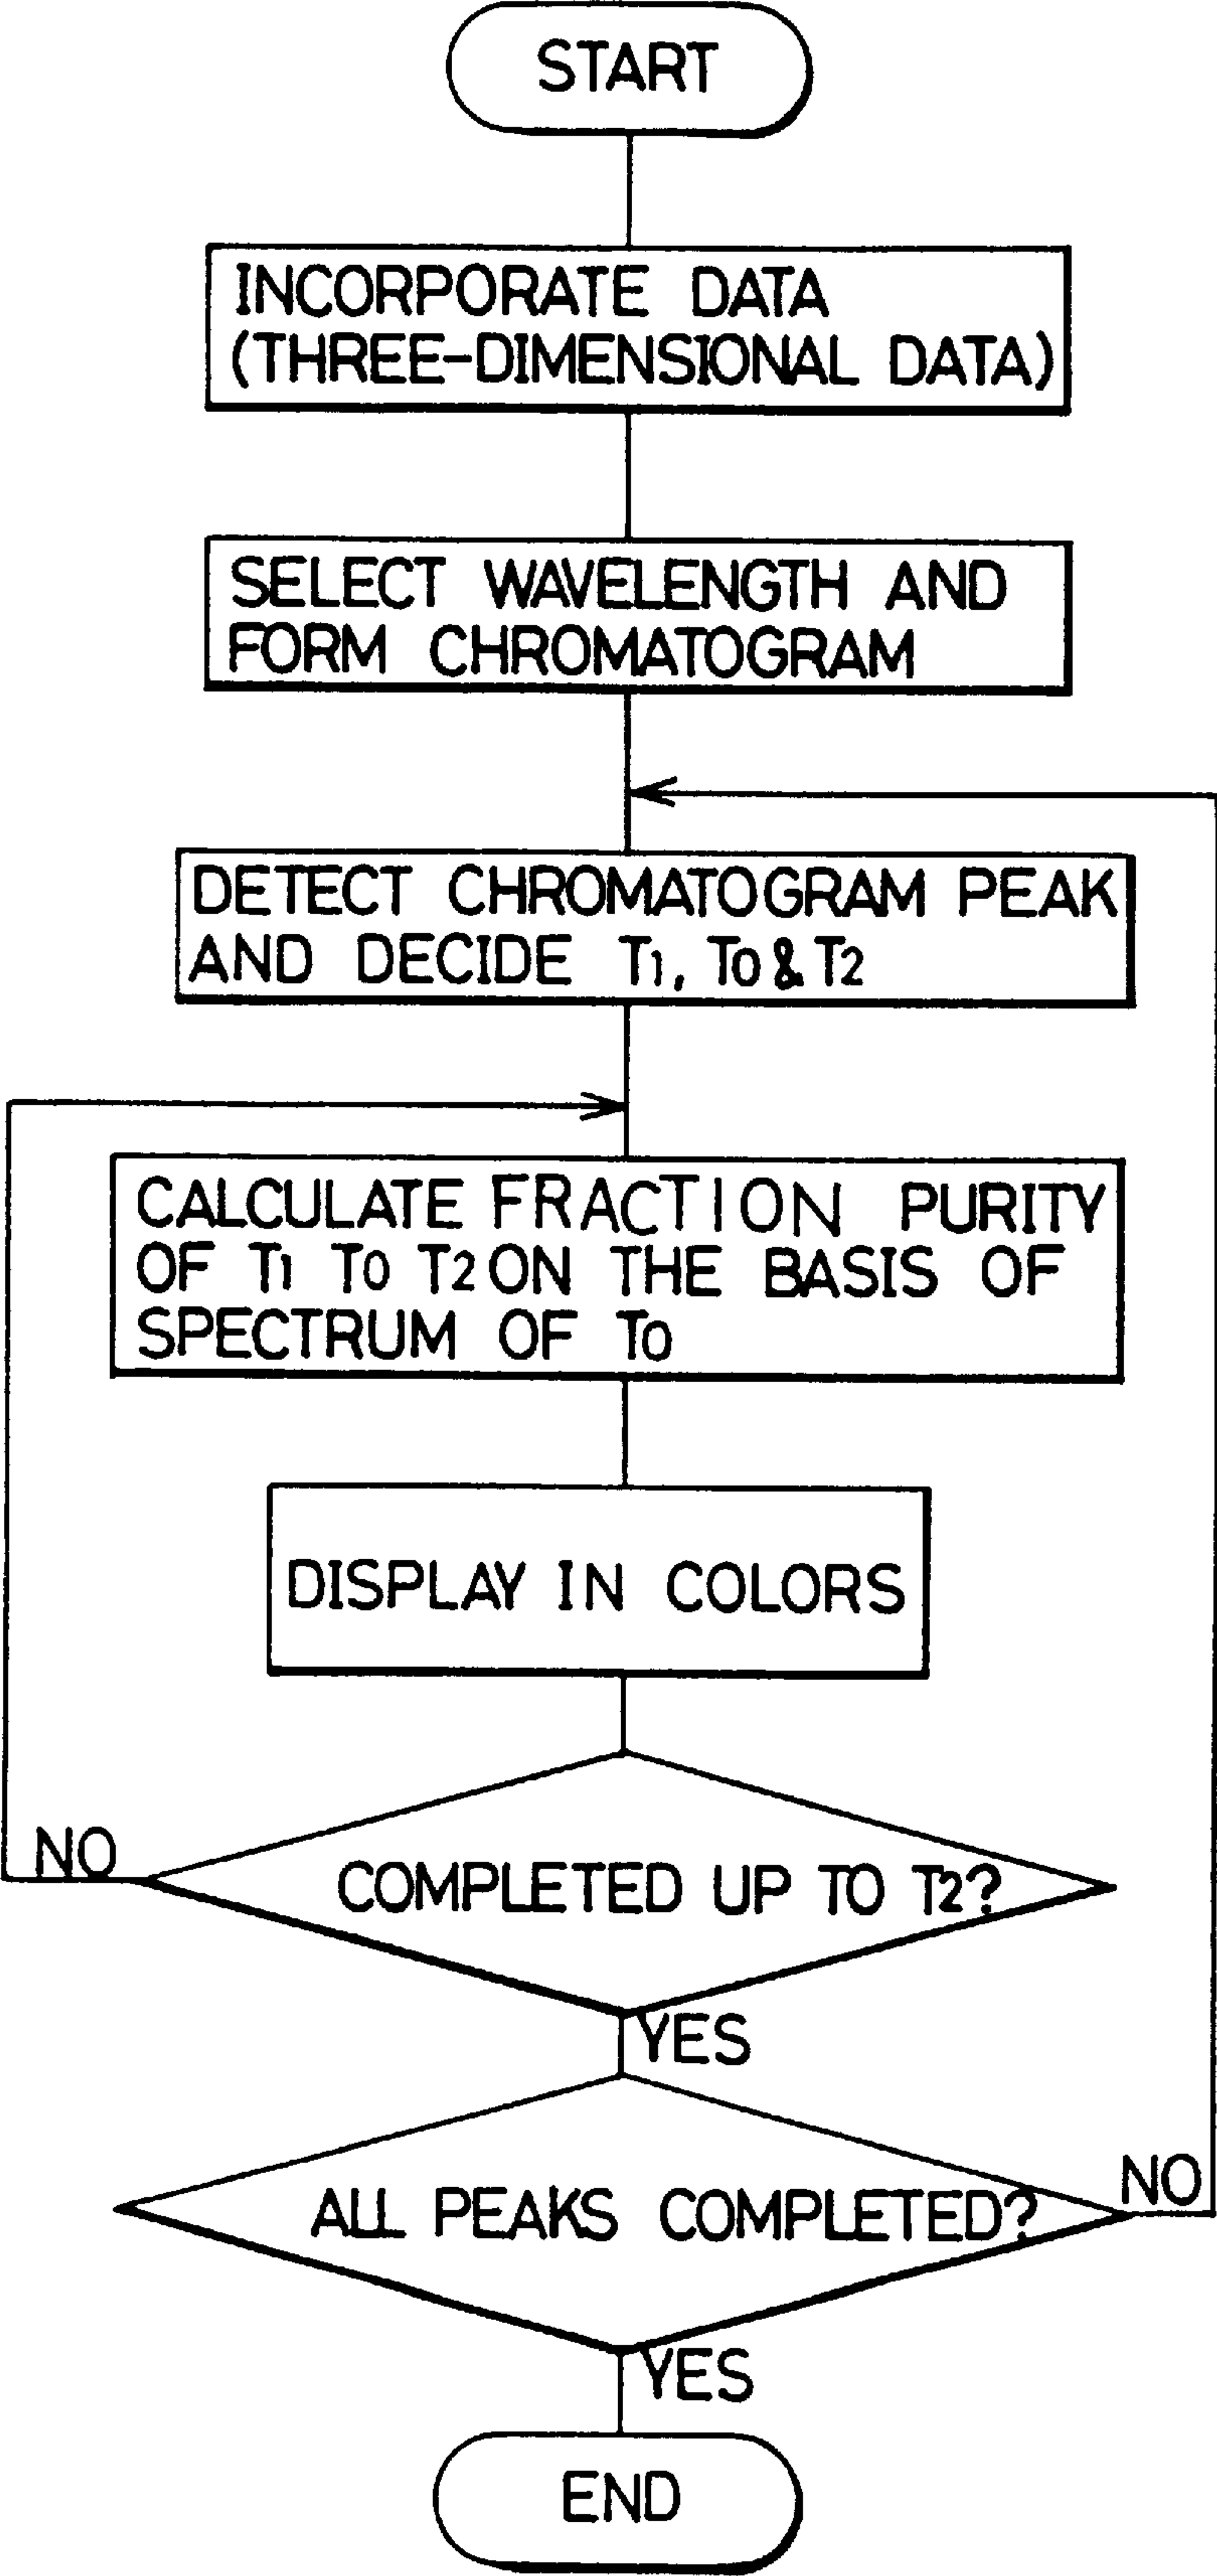 START
INCORPORATE DATA
(THREE-DIMENSIONAL DATA)
SELECT WAVELENGTH AND
FORM CHROMATOGRAM
DETECT CHROMATOGRAM PEAK
AND DECIDE T1, T0 & T2
CALCULATE FRACTION PURITY
OF T1 T0 T2 ON THE BASIS OF
SPECTRUM OF T0
DISPLAY IN COLORS
NO
COMPLETED UP TO T2?
YES
NO
ALL PEAKS COMPLETED?
YES
END